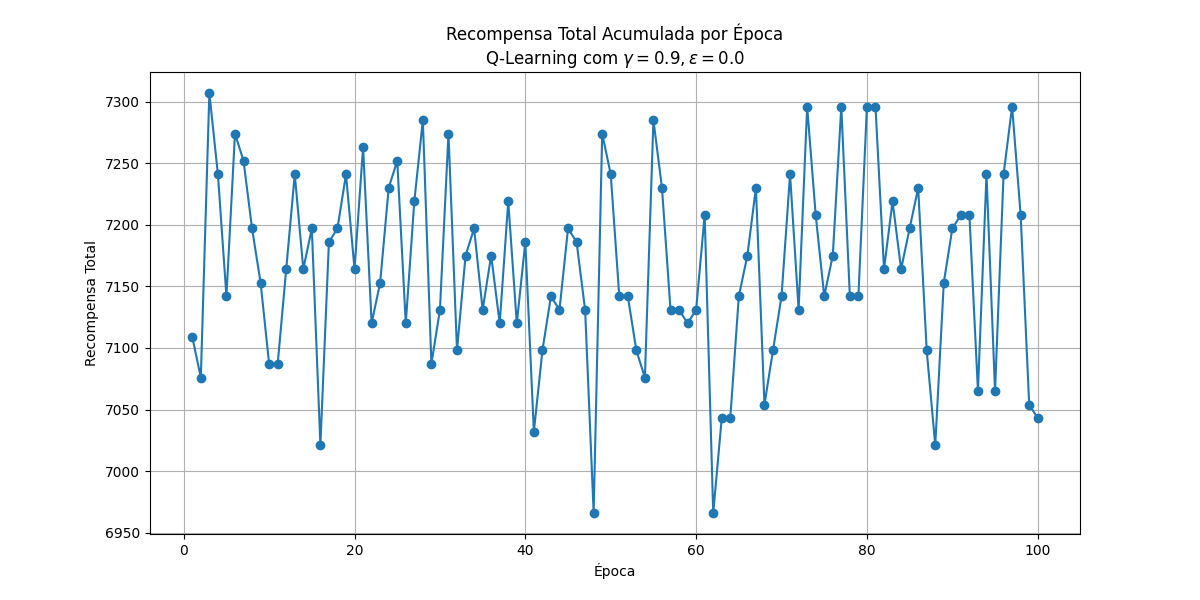 Recompensa Total Acumulada por Época
Q-Learning com γ = 0.9, ε = 0.0
Recompensa Total
7300
7250
7200
7150
7100
7050
7000
6950
0 20 40 60 80 100
Época